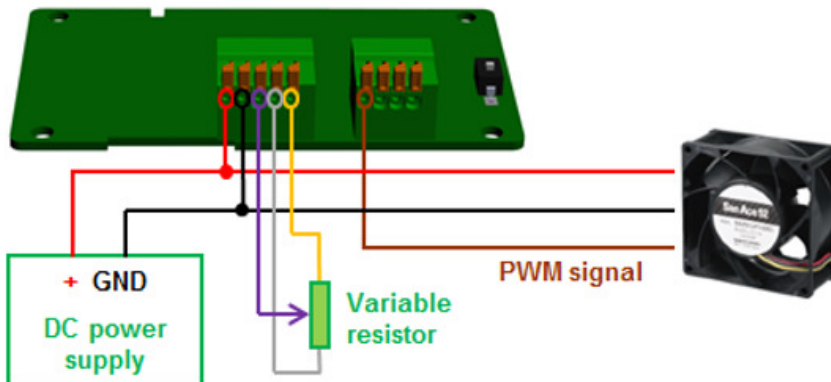 San Ace 92
PWM signal
+ GND
DC power
supply
Variable
resistor